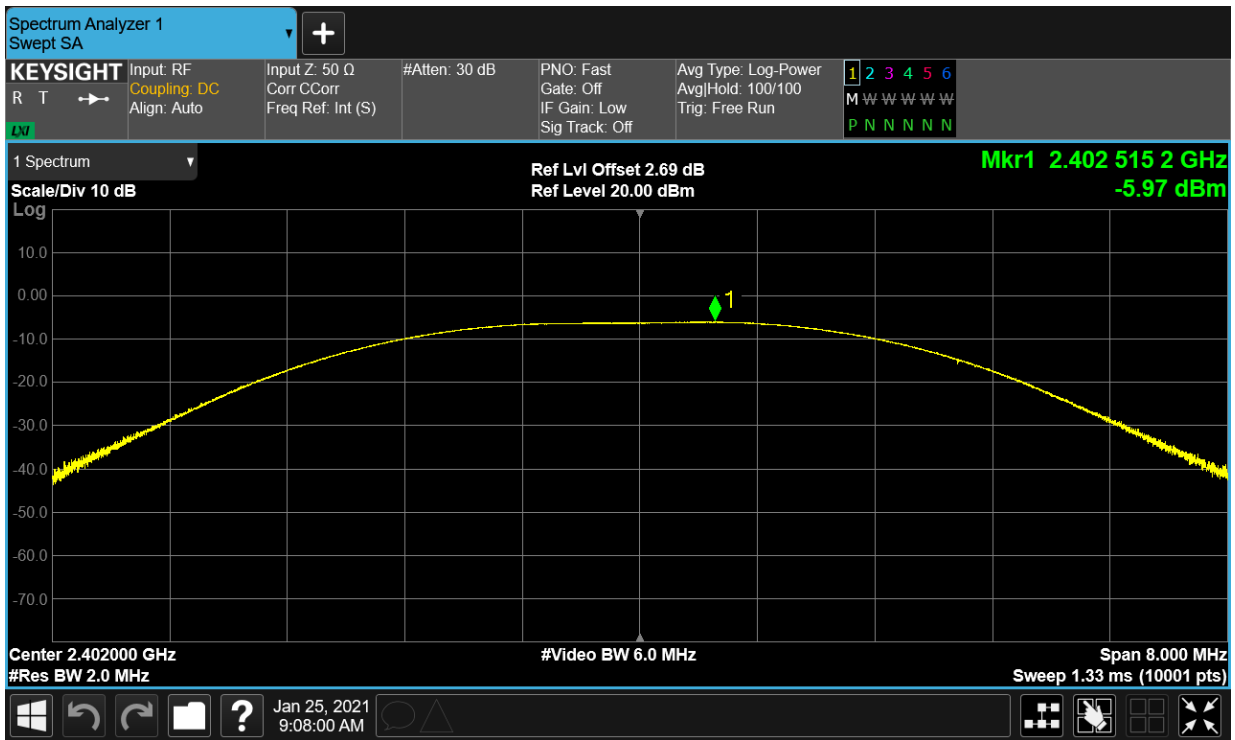 Spectrum Analyzer 1
Swept SA
+
KEYSIGHT
R T
LXI
Input: RF
Coupling: DC
Align: Auto
Input Z: 50 Ω
Corr CCorr
Freq Ref: Int (S)
#Atten: 30 dB
PNO: Fast
Gate: Off
IF Gain: Low
Sig Track: Off
Avg Type: Log-Power
Avg|Hold: 100/100
Trig: Free Run
1 2 3 4 5 6
M W W W W W
P N N N N N
1 Spectrum
Scale/Div 10 dB
Log
Ref Lvl Offset 2.69 dB
Ref Level 20.00 dBm
Mkr1 2.402 515 2 GHz
-5.97 dBm
10.0
0.00
1
-10.0
-20.0
-30.0
-40.0
-50.0
-60.0
-70.0
Center 2.402000 GHz
#Res BW 2.0 MHz
#Video BW 6.0 MHz
Span 8.000 MHz
Sweep 1.33 ms (10001 pts)
?
Jan 25, 2021
9:08:00 AM